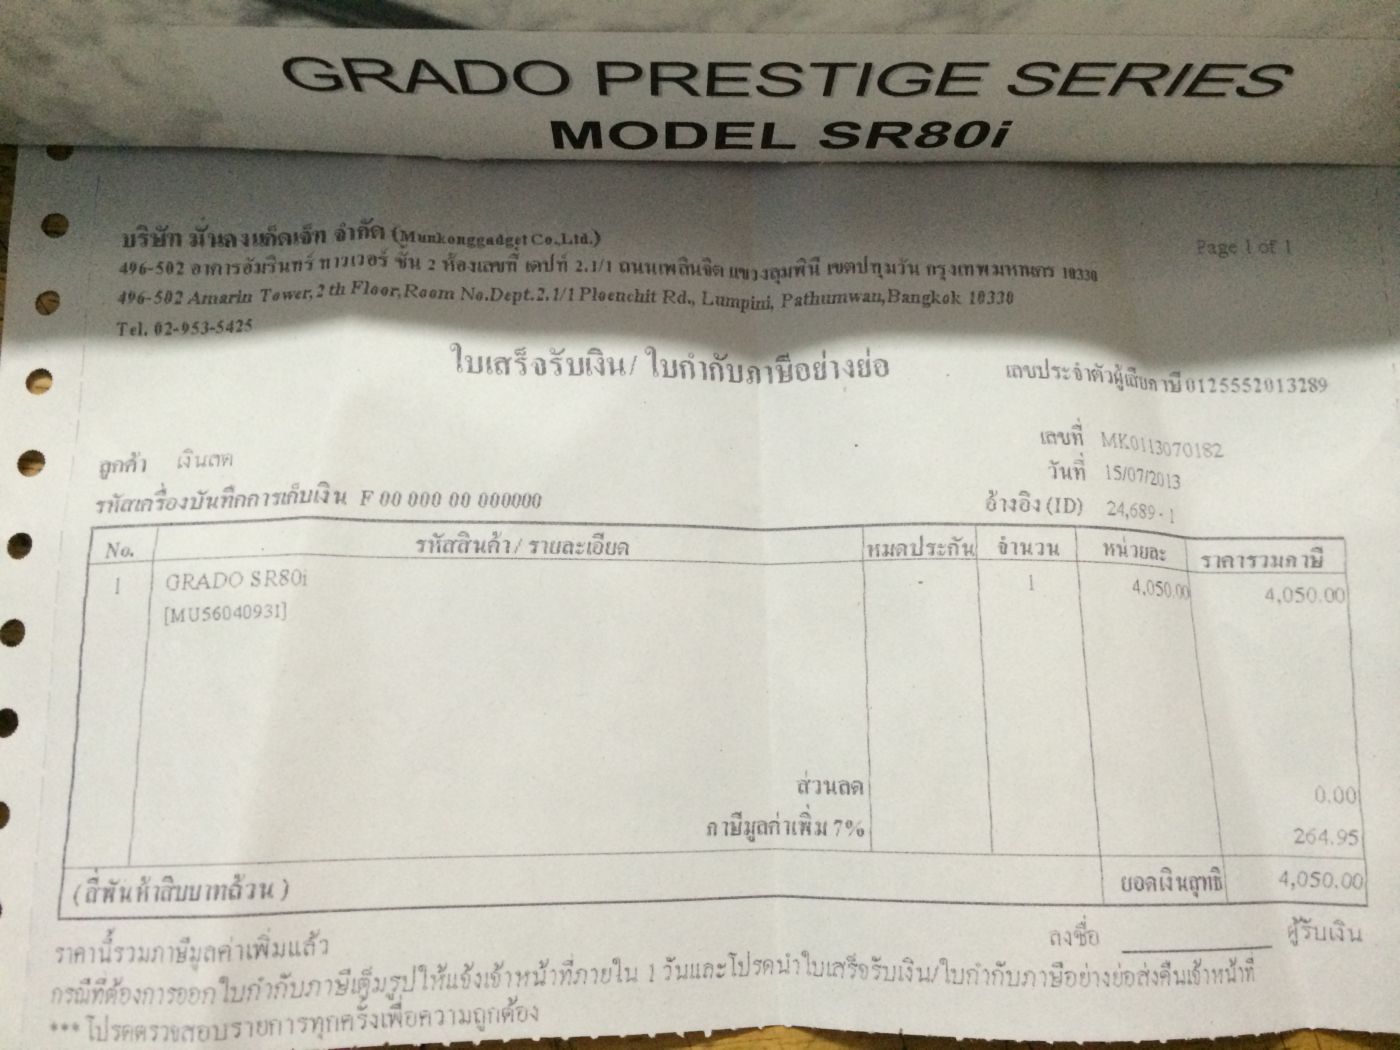 GRADO PRESTIGE SERIES
MODEL SR80i
บริษัท มั่นคงแก็ดเจ็ท จำกัด (Munkonggadget Co.,Ltd.)
Page 1 of 1
496-502 อาคารอัมรินทร์ ทาวเวอร์ ชั้น 2 ห้องเลขที่ เดปท์ 2.1/1 ถนนเพลินจิต แขวงลุมพินี เขตปทุมวัน กรุงเทพมหานคร 10330
496-502 Amarin Tower,2 th Floor,Room No.Dept.2.1/1 Ploenchit Rd., Lumpini, Pathumwan,Bangkok 10330
Tel. 02-953-5425
ใบเสร็จรับเงิน/ ใบกำกับภาษีอย่างย่อ
เลขประจำตัวผู้เสียภาษี 0125552013289
เลขที่ MK0113070182
ลูกค้า เงินสด
วันที่ 15/07/2013
รหัสเครื่องบันทึกการเก็บเงิน F 00 000 00 000000
อ้างอิง (ID) 24,689 - 1
No. รหัสสินค้า/ รายละเอียด หมดประกัน จำนวน หน่วยละ ราคารวมภาษี
1 GRADO SR80i - 1 4,050.00 4,050.00
[MU56040931]
ส่วนลด 0.00
ภาษีมูลค่าเพิ่ม 7% 264.95
(สี่พันห้าสิบบาทถ้วน) ยอดเงินสุทธิ 4,050.00
ราคานี้รวมภาษีมูลค่าเพิ่มแล้ว
ลงชื่อ ____________ ผู้รับเงิน
กรณีที่ต้องการออกใบกำกับภาษีเต็มรูปให้แจ้งเจ้าหน้าที่ภายใน 1 วันและโปรดนำใบเสร็จรับเงิน/ใบกำกับภาษีอย่างย่อส่งคืนเจ้าหน้าที่
*** โปรดตรวจสอบรายการทุกครั้งเพื่อความถูกต้อง